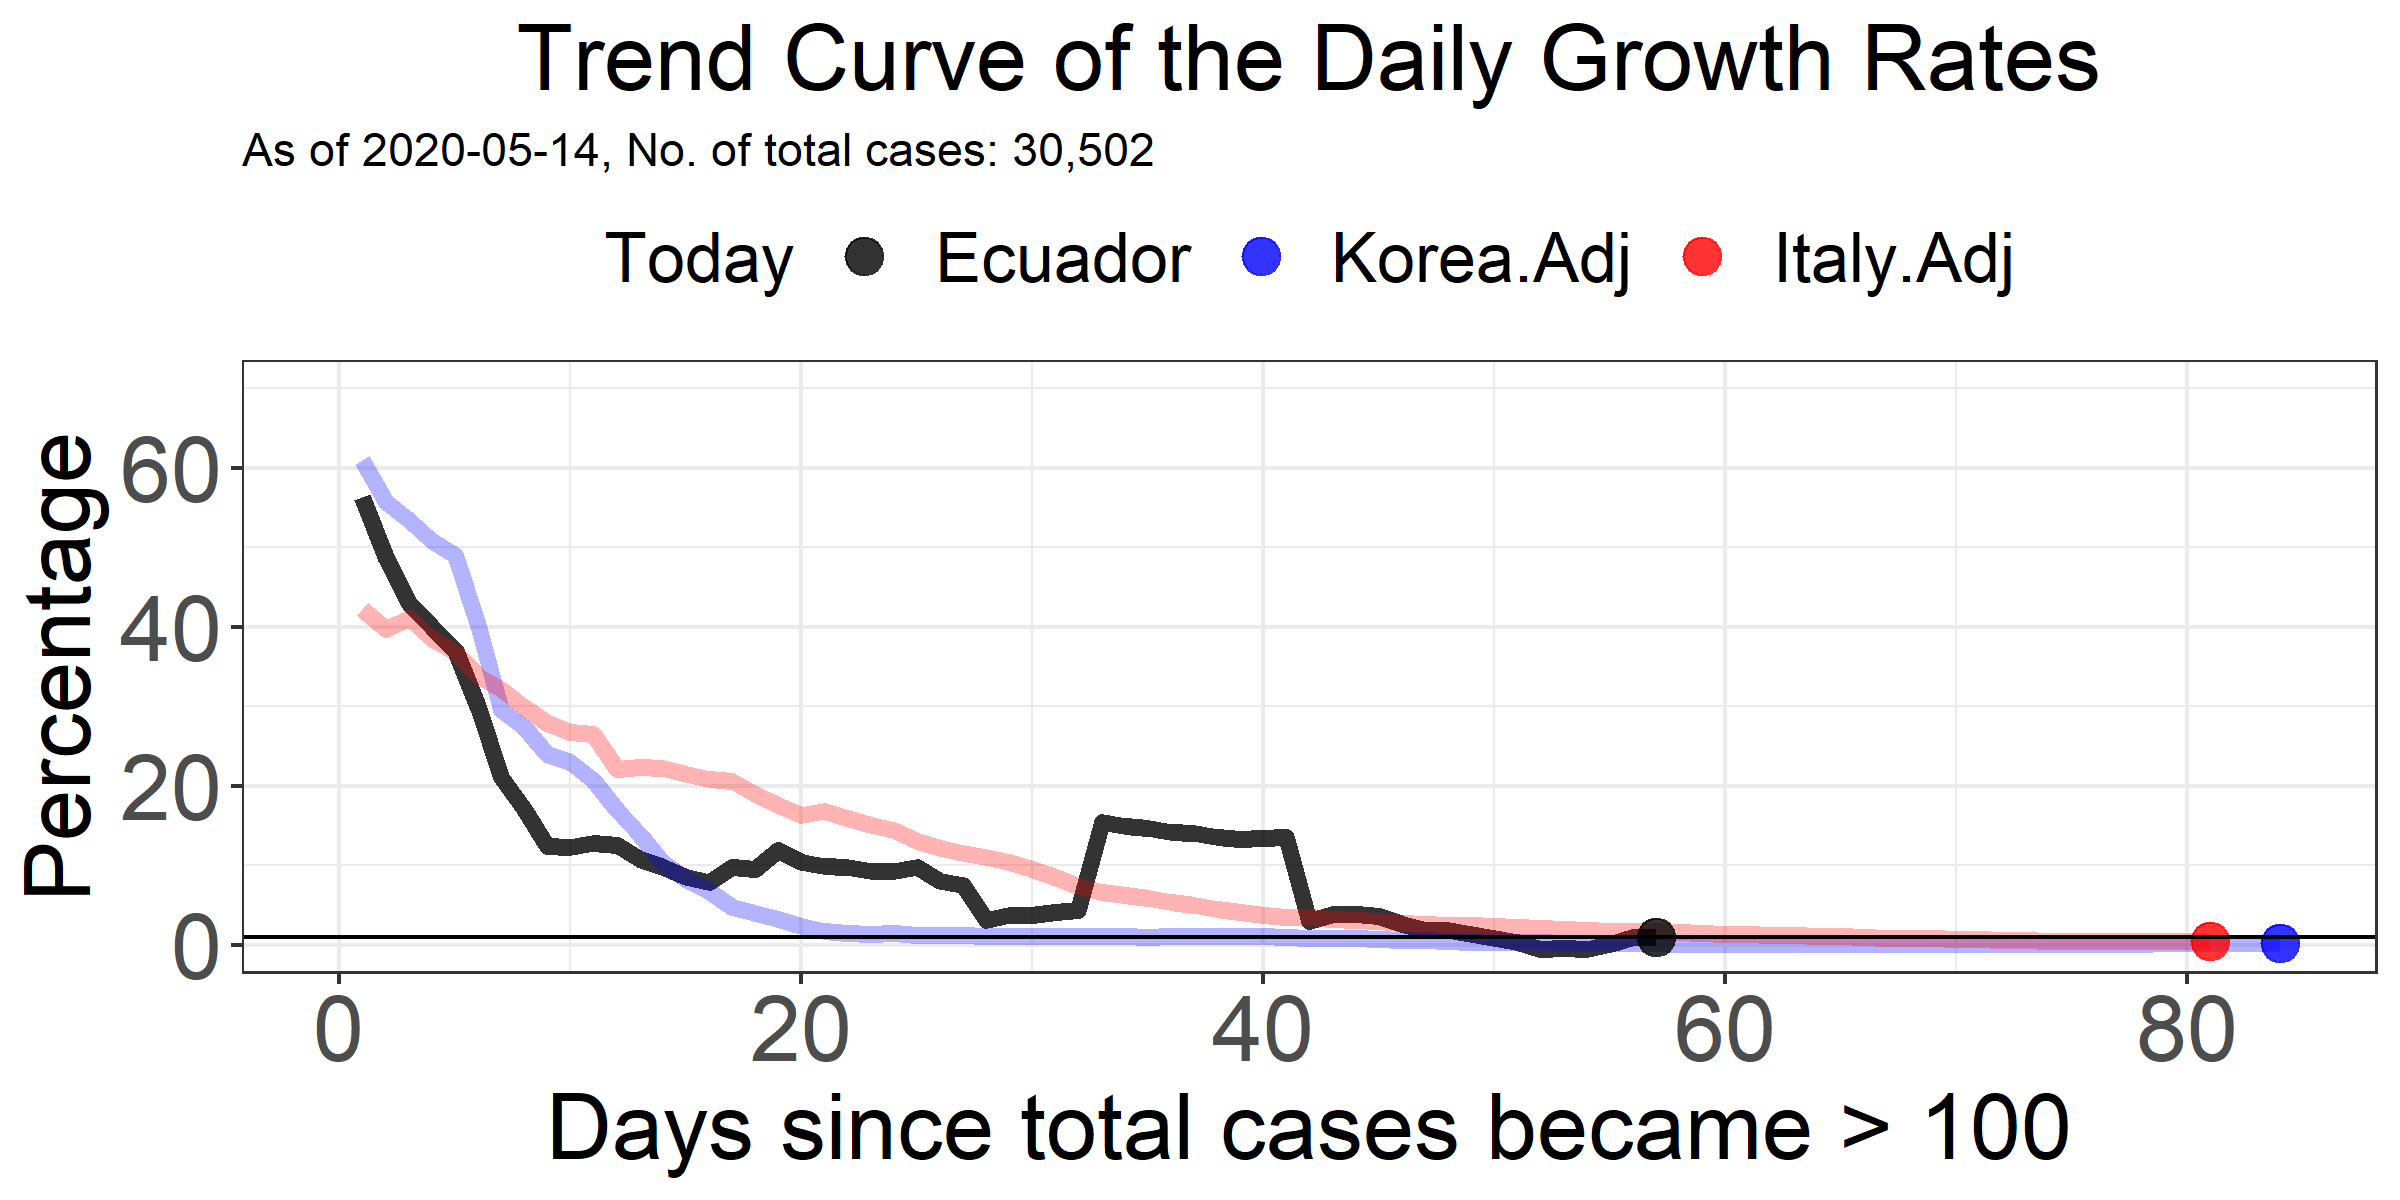 Trend Curve of the Daily Growth Rates
As of 2020-05-14, No. of total cases: 30,502
Today Ecuador Korea.Adj Italy.Adj
Percentage
60
40
20
0
0 20 40 60 80
Days since total cases became > 100